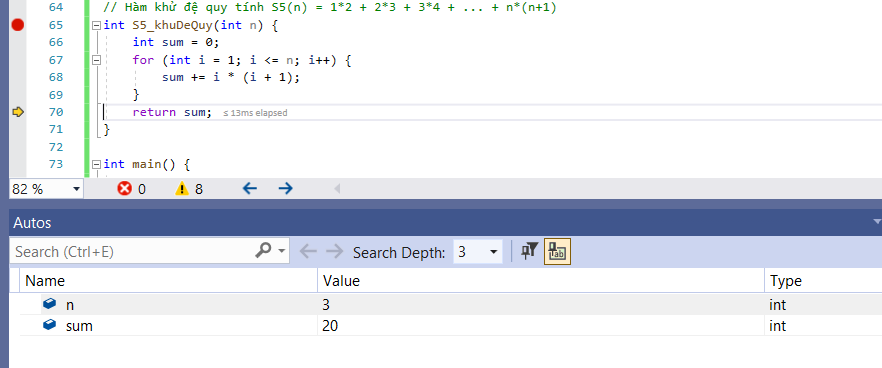 64 // Hàm khử đệ quy tính S5(n) = 1*2 + 2*3 + 3*4 + ... + n*(n+1)
65 int S5_khuDeQuy(int n) {
66 int sum = 0;
67 for (int i = 1; i <= n; i++) {
68 sum += i * (i + 1);
69 }
70 return sum; ≤ 13ms elapsed
71 }
72
73 int main() {
82 % 0 8
Autos
Search (Ctrl+E) Search Depth: 3
Name Value Type
n 3 int
sum 20 int